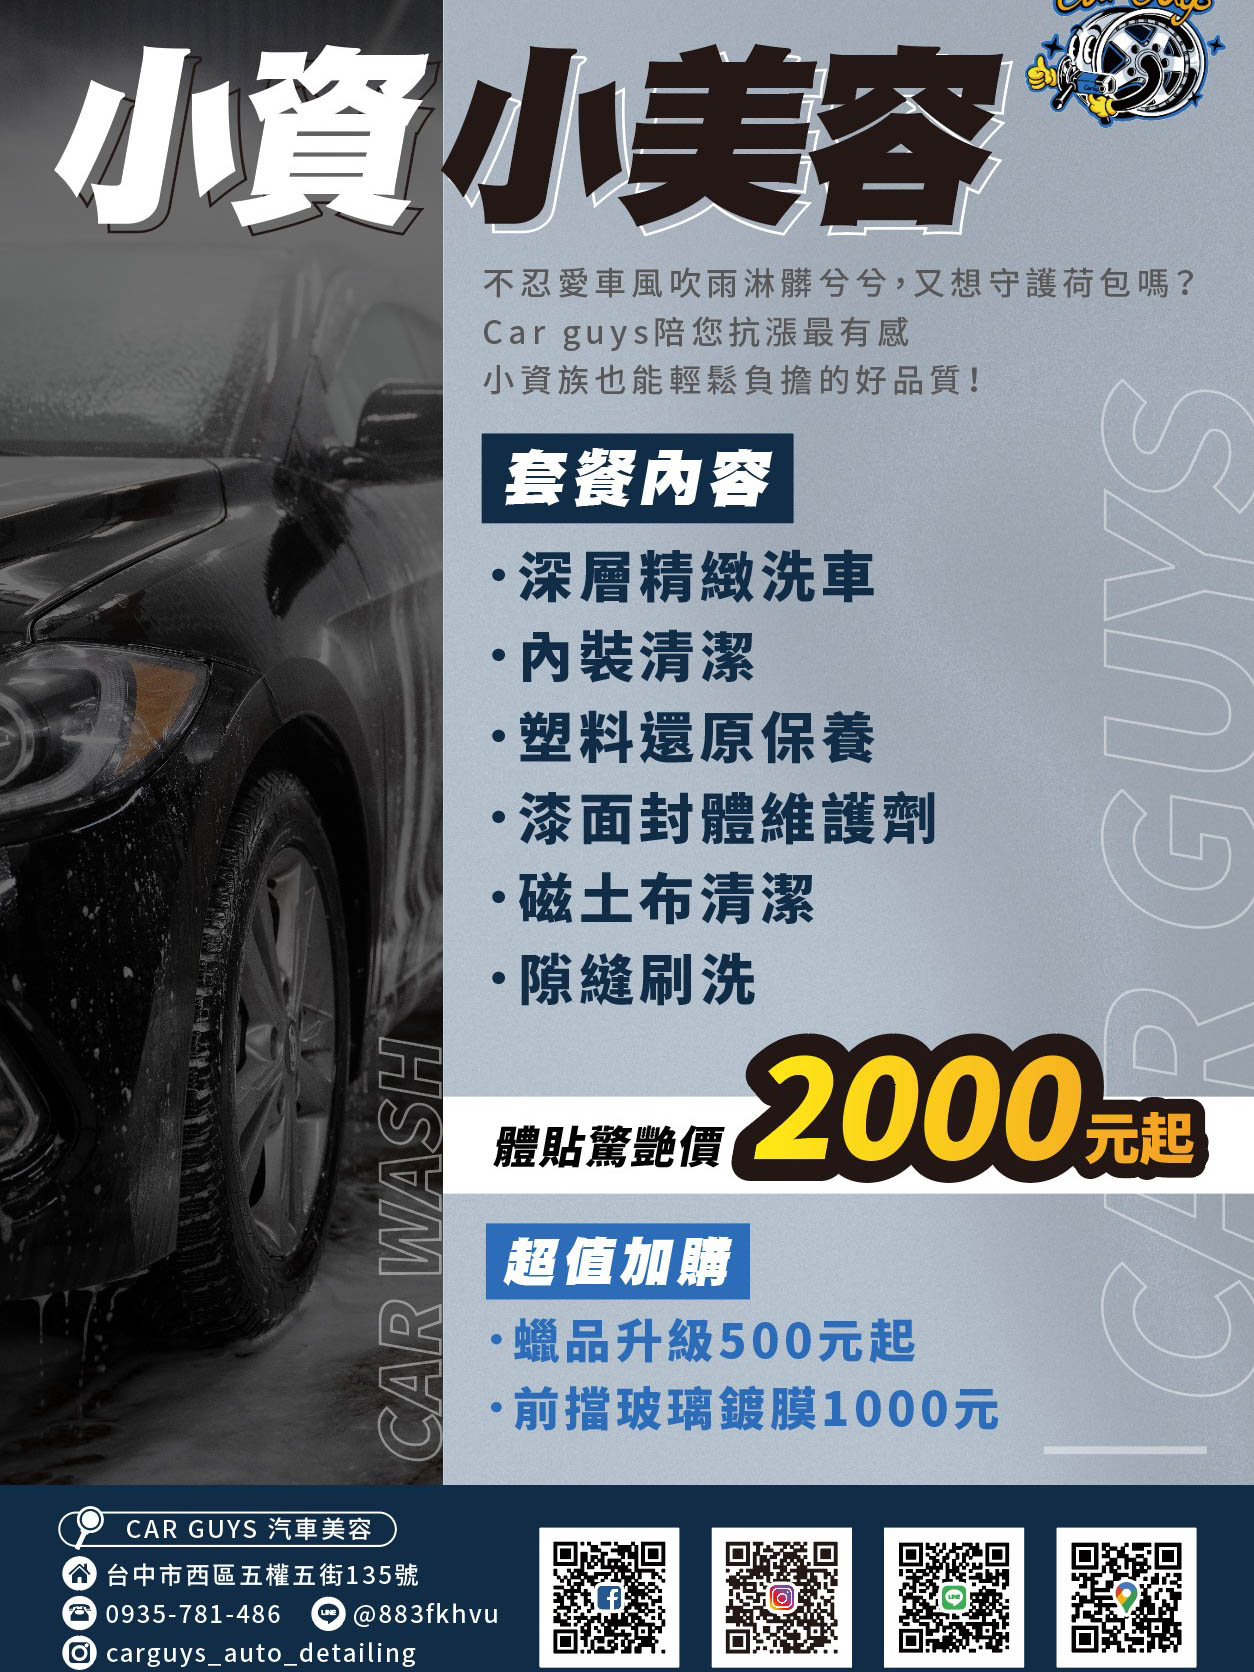 Car Guys
小資小美容
不忍愛車風吹雨淋髒兮兮，又想守護荷包嗎？
Car guys陪您抗漲最有感
小資族也能輕鬆負擔的好品質！
套餐內容
·深層精緻洗車
·內裝清潔
·塑料還原保養
·漆面封體維護劑
·磁土布清潔
·隙縫刷洗
體貼驚艷價2000元起
超值加購
·蠟品升級500元起
·前擋玻璃鍍膜1000元
CAR WASH
CAR GUYS
CAR GUYS 汽車美容
台中市西區五權五街135號
0935-781-486 LINE @883fkhvu
carguys_auto_detailing